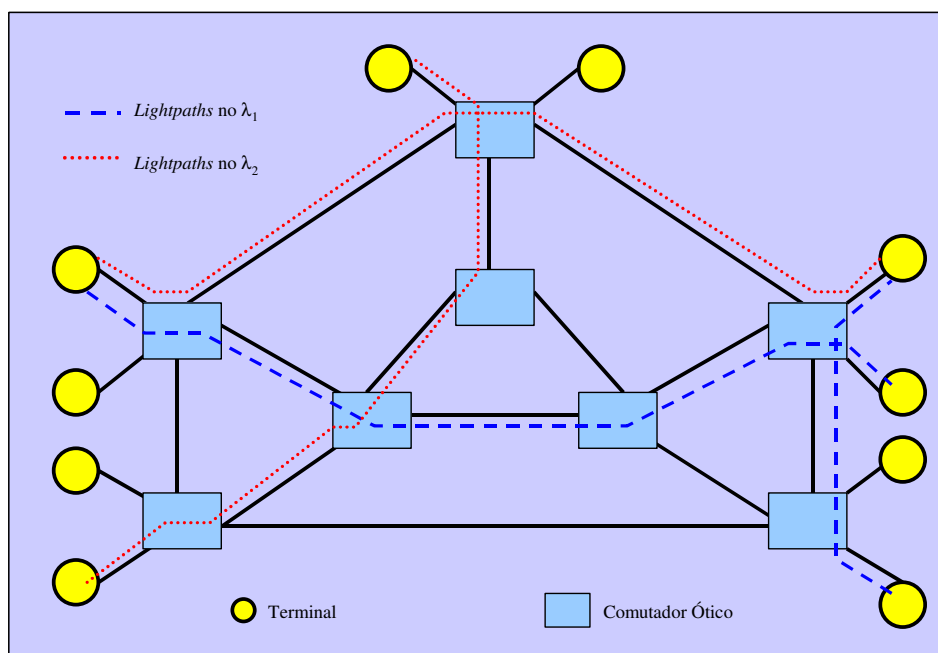 Lightpaths no λ1
Lightpaths no λ2
Terminal
Comutador Ótico